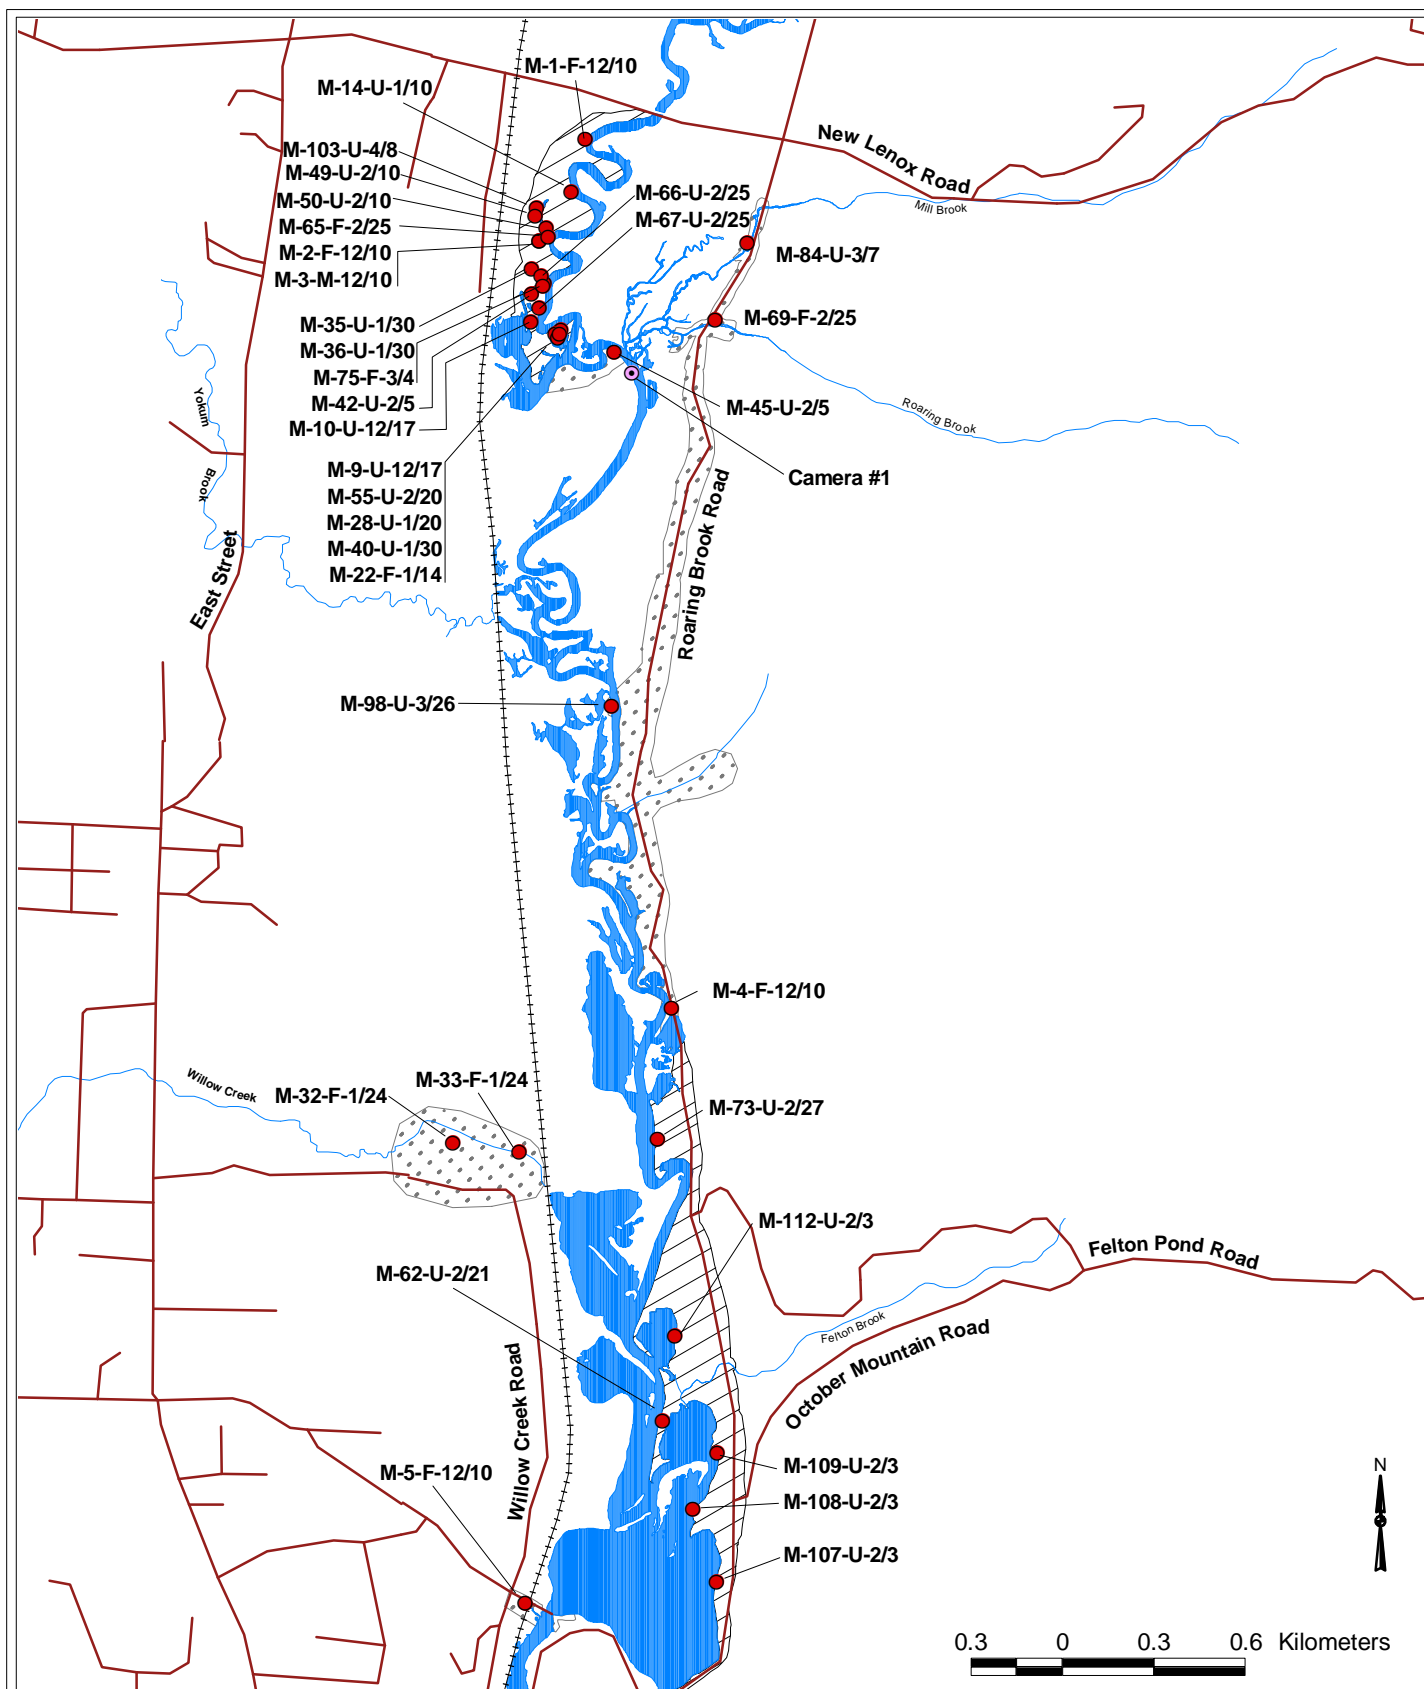 M-1-F-12/10
M-14-U-1/10
New Lenox Road
Mill Brook
M-103-U-4/8
M-49-U-2/10
M-50-U-2/10
M-65-F-2/25
M-2-F-12/10
M-3-M-12/10
M-66-U-2/25
M-67-U-2/25
M-84-U-3/7
M-69-F-2/25
M-35-U-1/30
M-36-U-1/30
M-75-F-3/4
M-42-U-2/5
M-10-U-12/17
M-45-U-2/5
Roaring Brook
Yokum
Brook
Camera #1
M-9-U-12/17
M-55-U-2/20
M-28-U-1/20
M-40-U-1/30
M-22-F-1/14
East Street
Roaring Brook Road
M-98-U-3/26
M-4-F-12/10
Willow Creek
M-32-F-1/24
M-33-F-1/24
M-73-U-2/27
M-112-U-2/3
Felton Pond Road
M-62-U-2/21
Felton Brook
October Mountain Road
Willow Creek Road
M-109-U-2/3
M-5-F-12/10
M-108-U-2/3
M-107-U-2/3
N
0.3 0 0.3 0.6 Kilometers